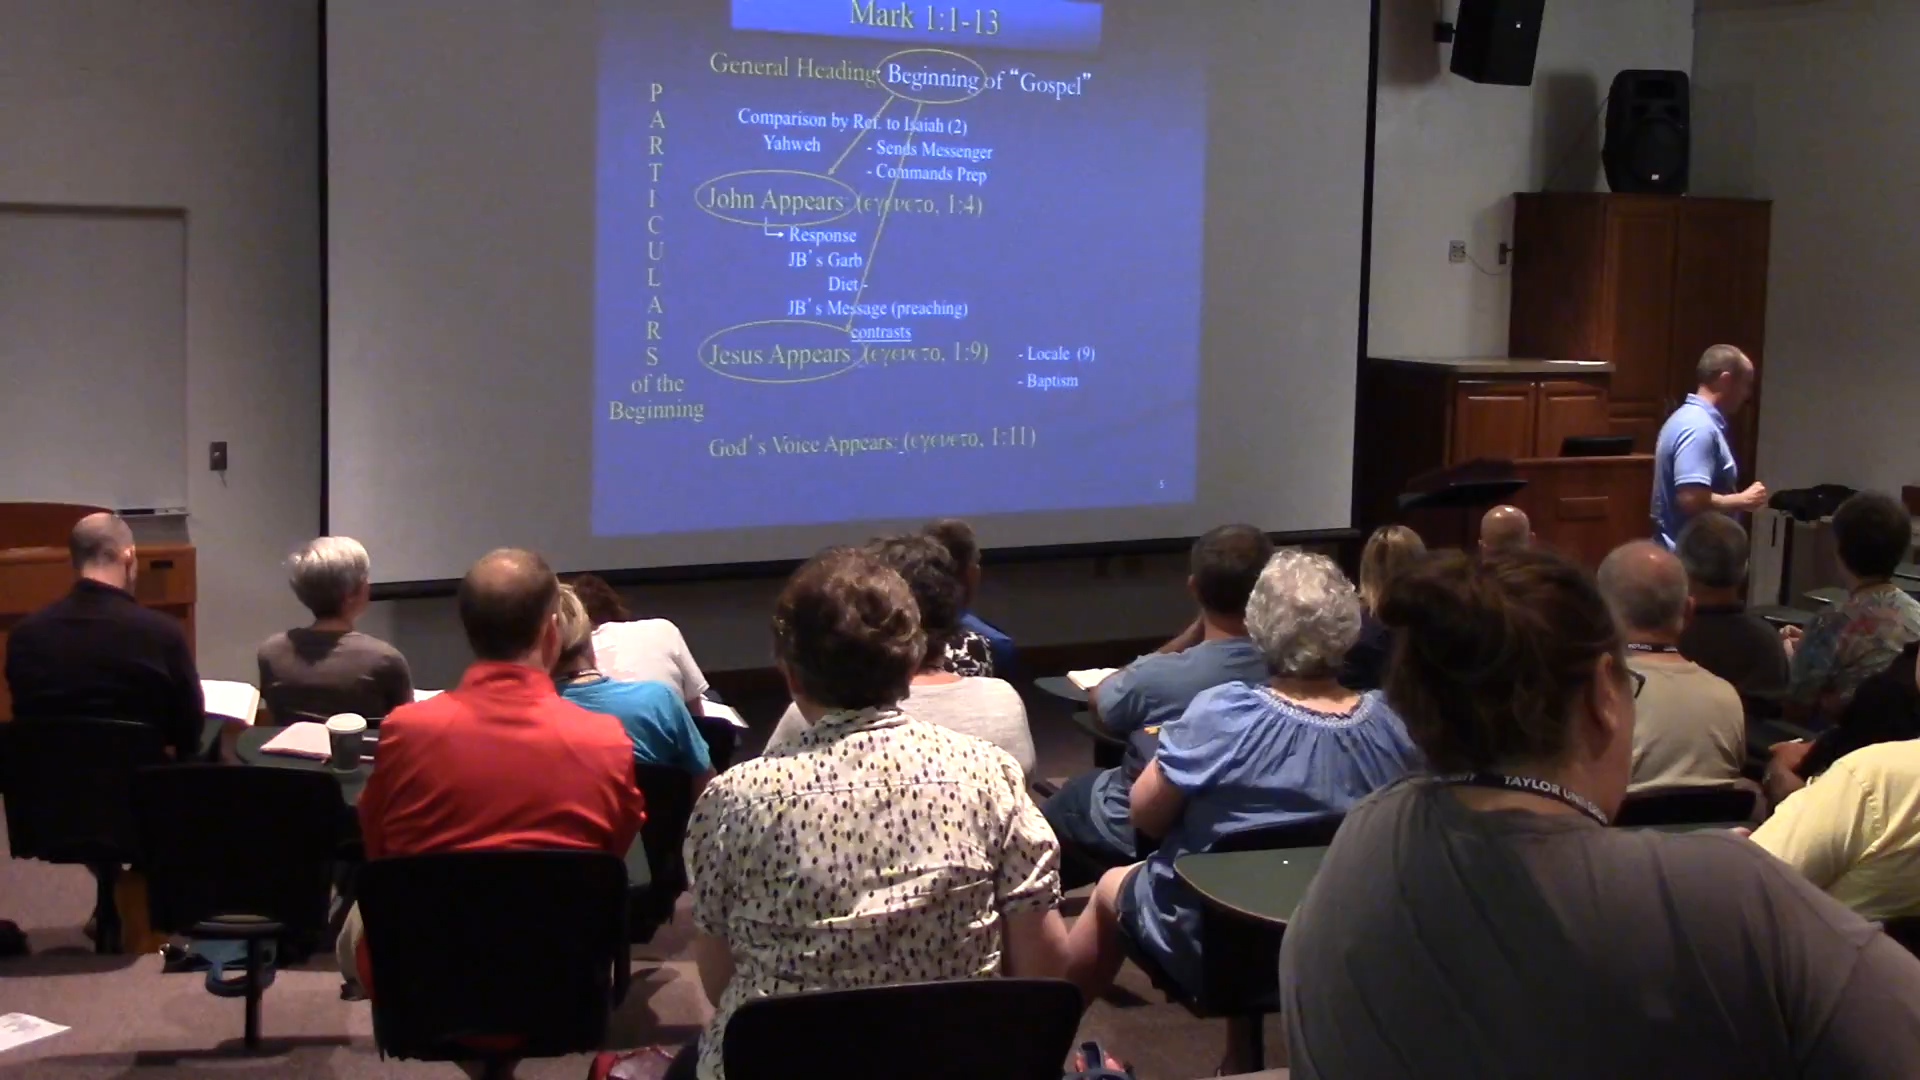 Mark 1:1-13
General Heading: Beginning of “Gospel”
PARTICULARS
of the
Beginning
Comparison by Ref. to Isaiah (2)
Yahweh - Sends Messenger
- Commands Prep
John Appears: (εγενετο, 1:4)
Response
JB’s Garb
Diet -
JB’s Message (preaching)
contrasts
Jesus Appears (εγενετο, 1:9) - Locale (9)
- Baptism
God’s Voice Appears: (εγενετο, 1:11)
5
TAYLOR